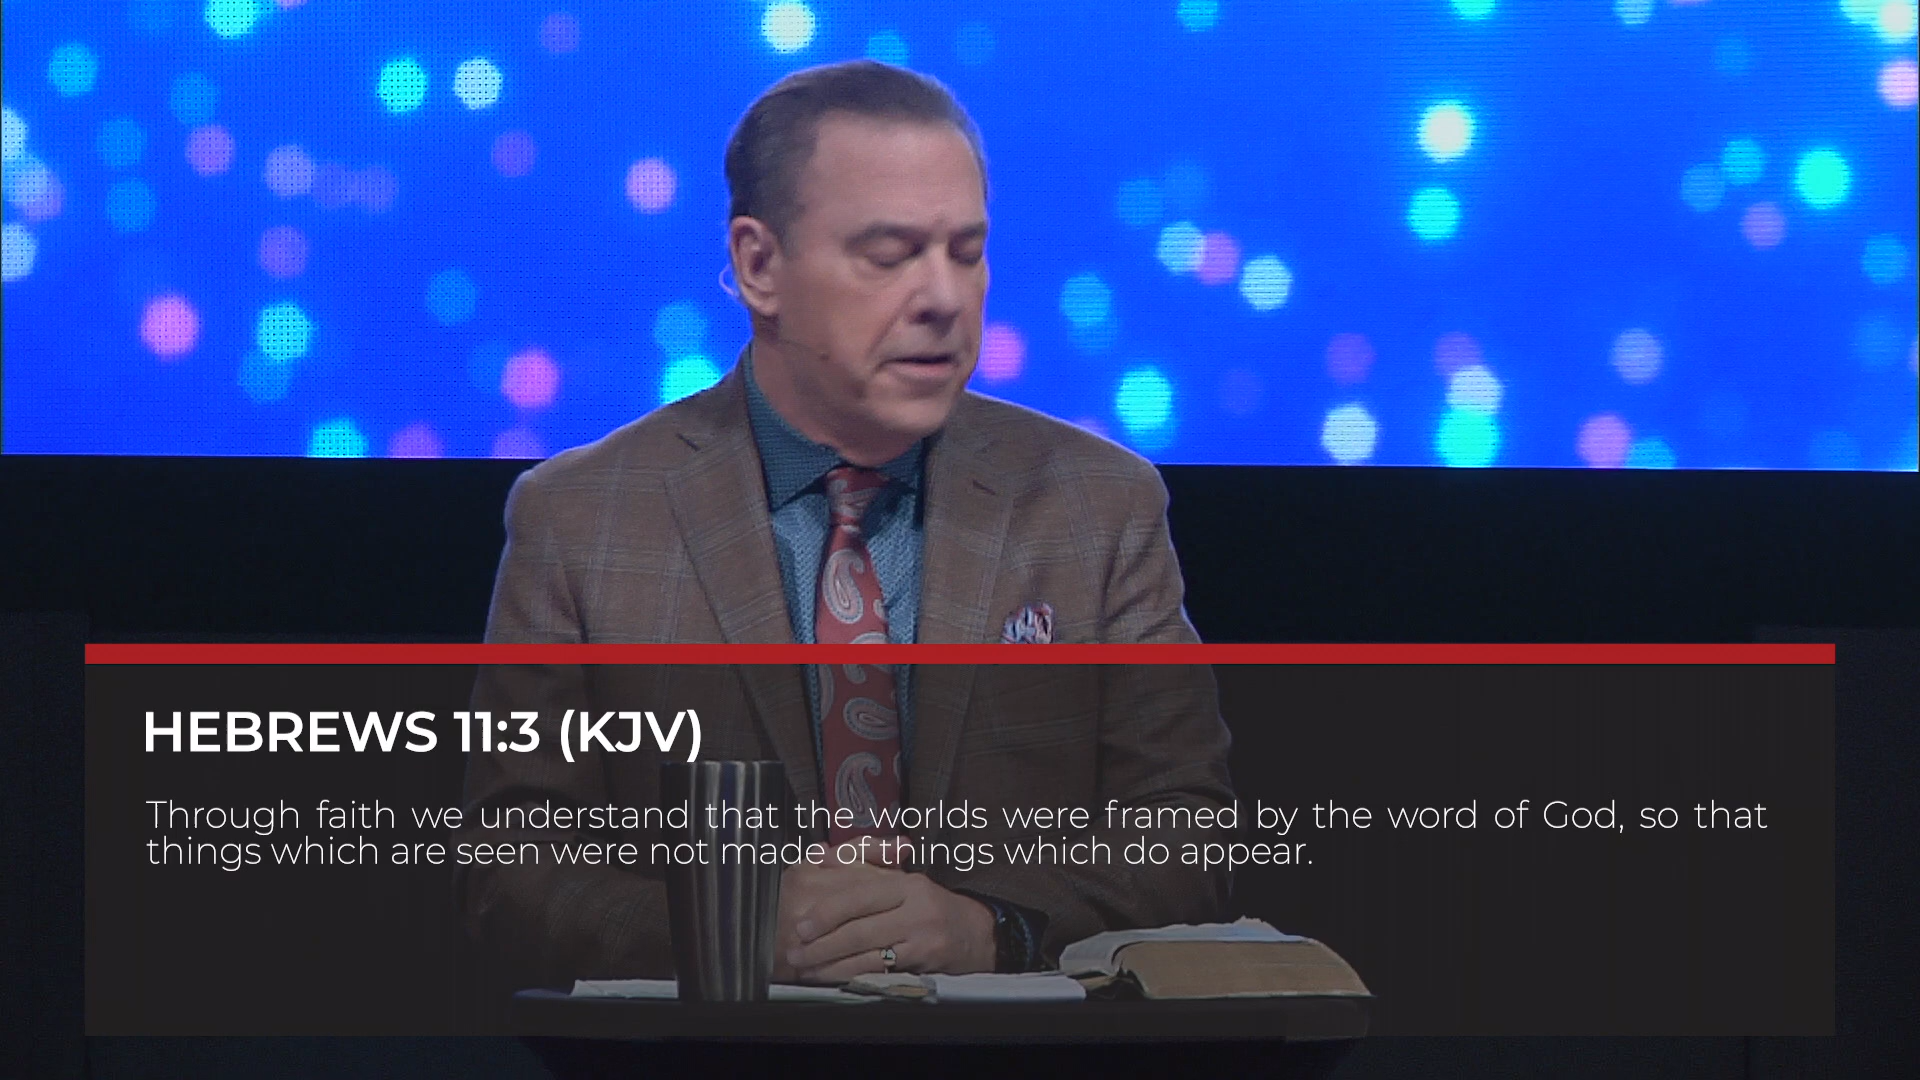 HEBREWS 11:3 (KJV)
Through faith we understand that the worlds were framed by the word of God, so that
things which are seen were not made of things which do appear.